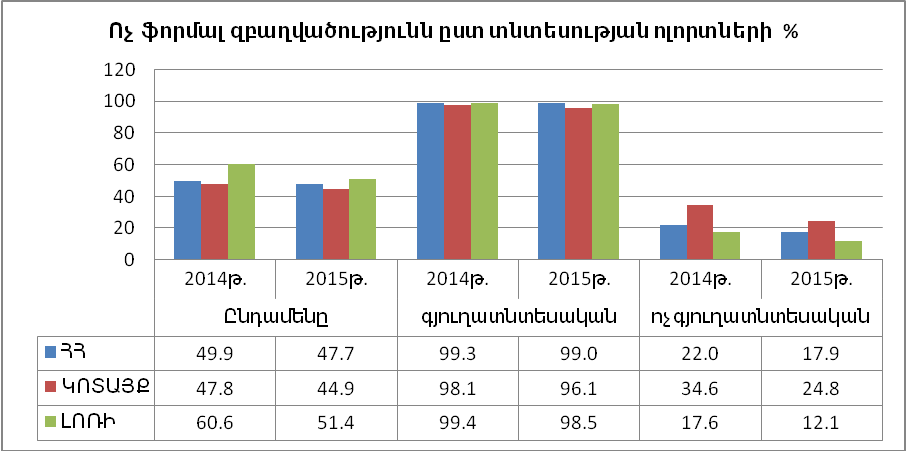 Ոչ ֆորմալ զբաղվածությունն ըստ տնտեսության ոլորտների %
120
100
80
60
40
20
0
2014թ. 2015թ. 2014թ. 2015թ. 2014թ. 2015թ.
Ընդամենը գյուղատնտեսական ոչ գյուղատնտեսական
ՀՀ 49.9 47.7 99.3 99.0 22.0 17.9
ԿՈՏԱՅՔ 47.8 44.9 98.1 96.1 34.6 24.8
ԼՈՌԻ 60.6 51.4 99.4 98.5 17.6 12.1